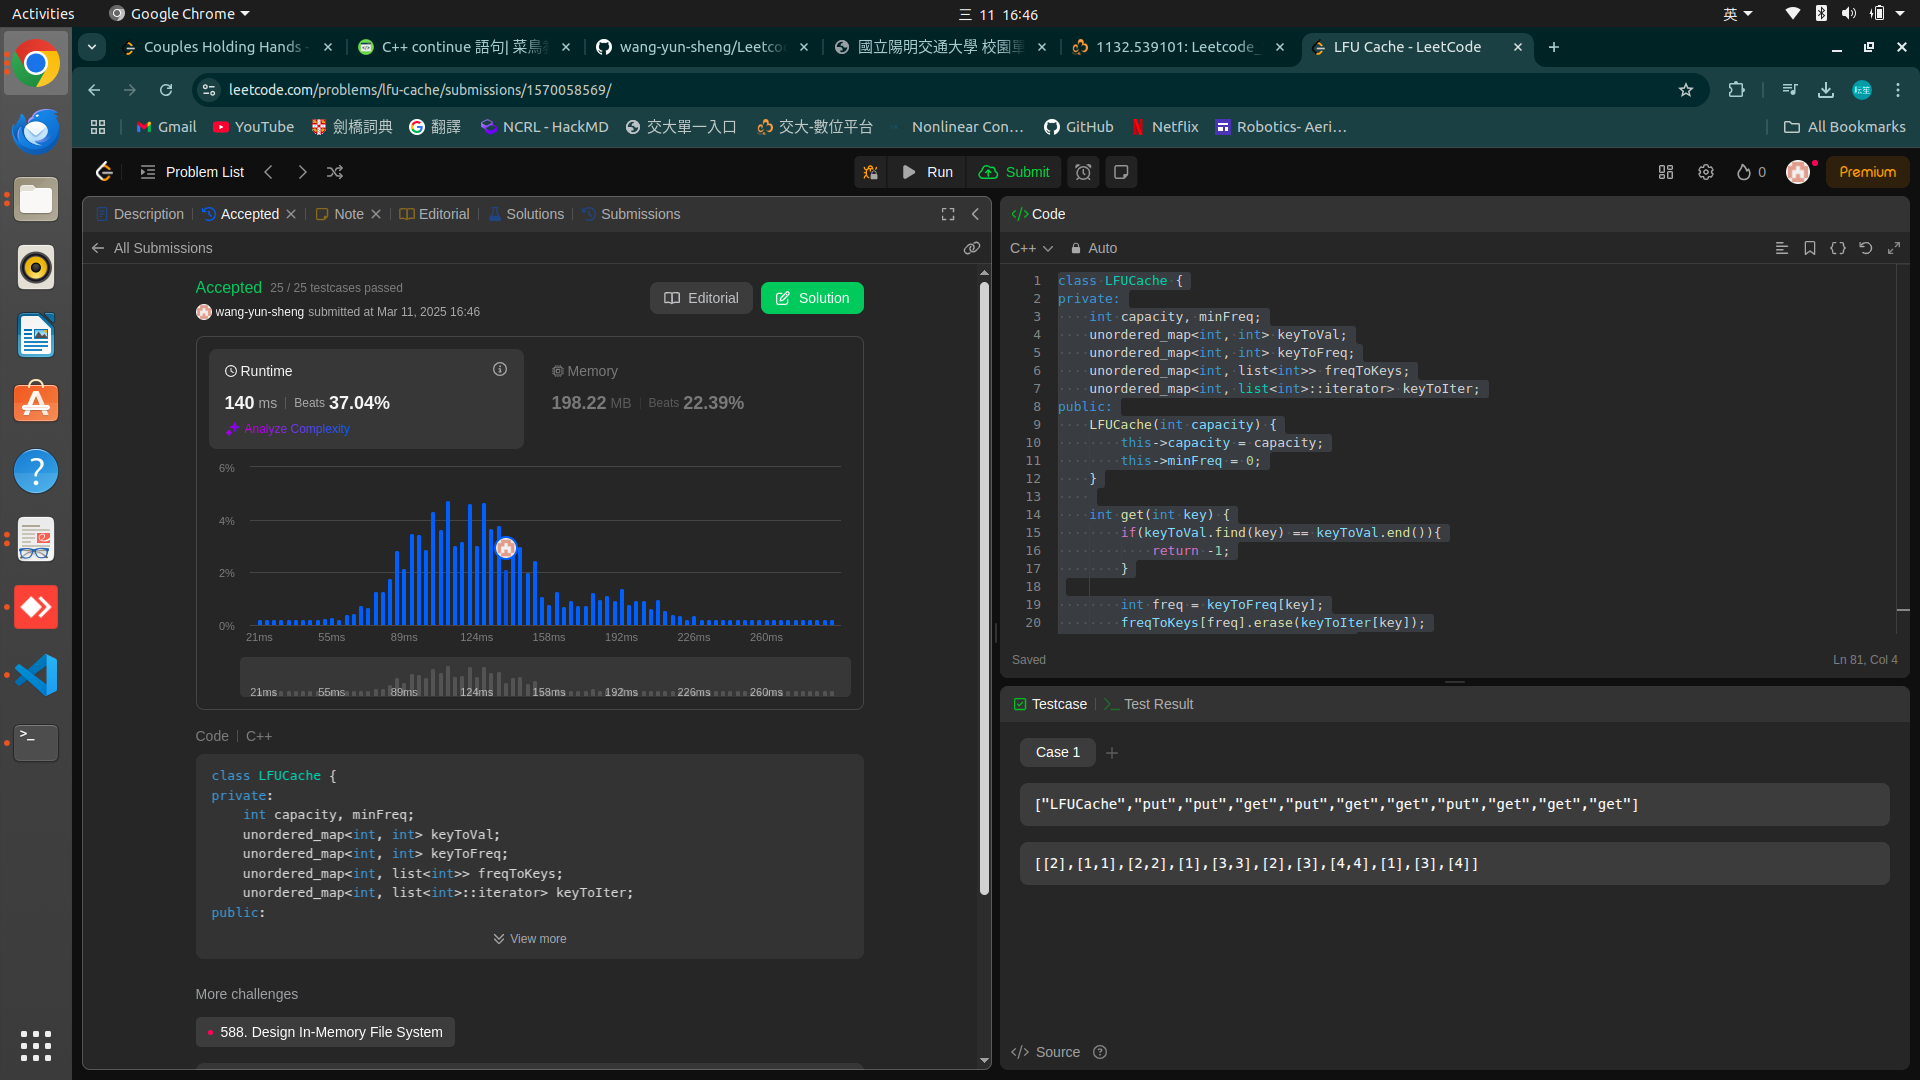 Activities
Google Chrome
三 11 16:46
英
Couples Holding Hands -
C++ continue 語句| 菜鳥
wang-yun-sheng/Leetco
國立陽明交通大學 校園單
1132.539101: Leetcode_
LFU Cache - LeetCode
leetcode.com/problems/lfu-cache/submissions/1570058569/
Gmail
YouTube
劍橋詞典
翻譯
NCRL - HackMD
交大單一入口
交大-數位平台
Nonlinear Con...
GitHub
Netflix
Robotics- Aeri...
All Bookmarks
Problem List
Run
Submit
0
Premium
Description
Accepted
Note
Editorial
Solutions
Submissions
All Submissions
Accepted 25 / 25 testcases passed
wang-yun-sheng submitted at Mar 11, 2025 16:46
Editorial
Solution
Runtime
140 ms
Beats 37.04%
Analyze Complexity
Memory
198.22 MB
Beats 22.39%
6%
4%
2%
0%
21ms 55ms 89ms 124ms 158ms 192ms 226ms 260ms
21ms 55ms 89ms 124ms 158ms 192ms 226ms 260ms
Code
C++
class LFUCache {
private:
    int capacity, minFreq;
    unordered_map<int, int> keyToVal;
    unordered_map<int, int> keyToFreq;
    unordered_map<int, list<int>> freqToKeys;
    unordered_map<int, list<int>::iterator> keyToIter;
public:
View more
More challenges
588. Design In-Memory File System
Code
C++
Auto
1 class LFUCache {
2 private:
3     int capacity, minFreq;
4     unordered_map<int, int> keyToVal;
5     unordered_map<int, int> keyToFreq;
6     unordered_map<int, list<int>> freqToKeys;
7     unordered_map<int, list<int>::iterator> keyToIter;
8 public:
9     LFUCache(int capacity) {
10         this->capacity = capacity;
11         this->minFreq = 0;
12     }
13
14     int get(int key) {
15         if(keyToVal.find(key) == keyToVal.end()){
16             return -1;
17         }
18
19         int freq = keyToFreq[key];
20         freqToKeys[freq].erase(keyToIter[key]);
Saved
Ln 81, Col 4
Testcase
Test Result
Case 1
["LFUCache","put","put","get","put","get","get","put","get","get","get"]
[[2],[1,1],[2,2],[1],[3,3],[2],[3],[4,4],[1],[3],[4]]
Source